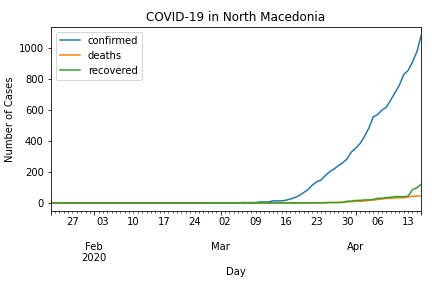 COVID-19 in North Macedonia
confirmed
deaths
recovered
Number of Cases
1000
800
600
400
200
0
27 03 10 17 24 02 09 16 23 30 06 13
Feb Mar Apr
2020
Day